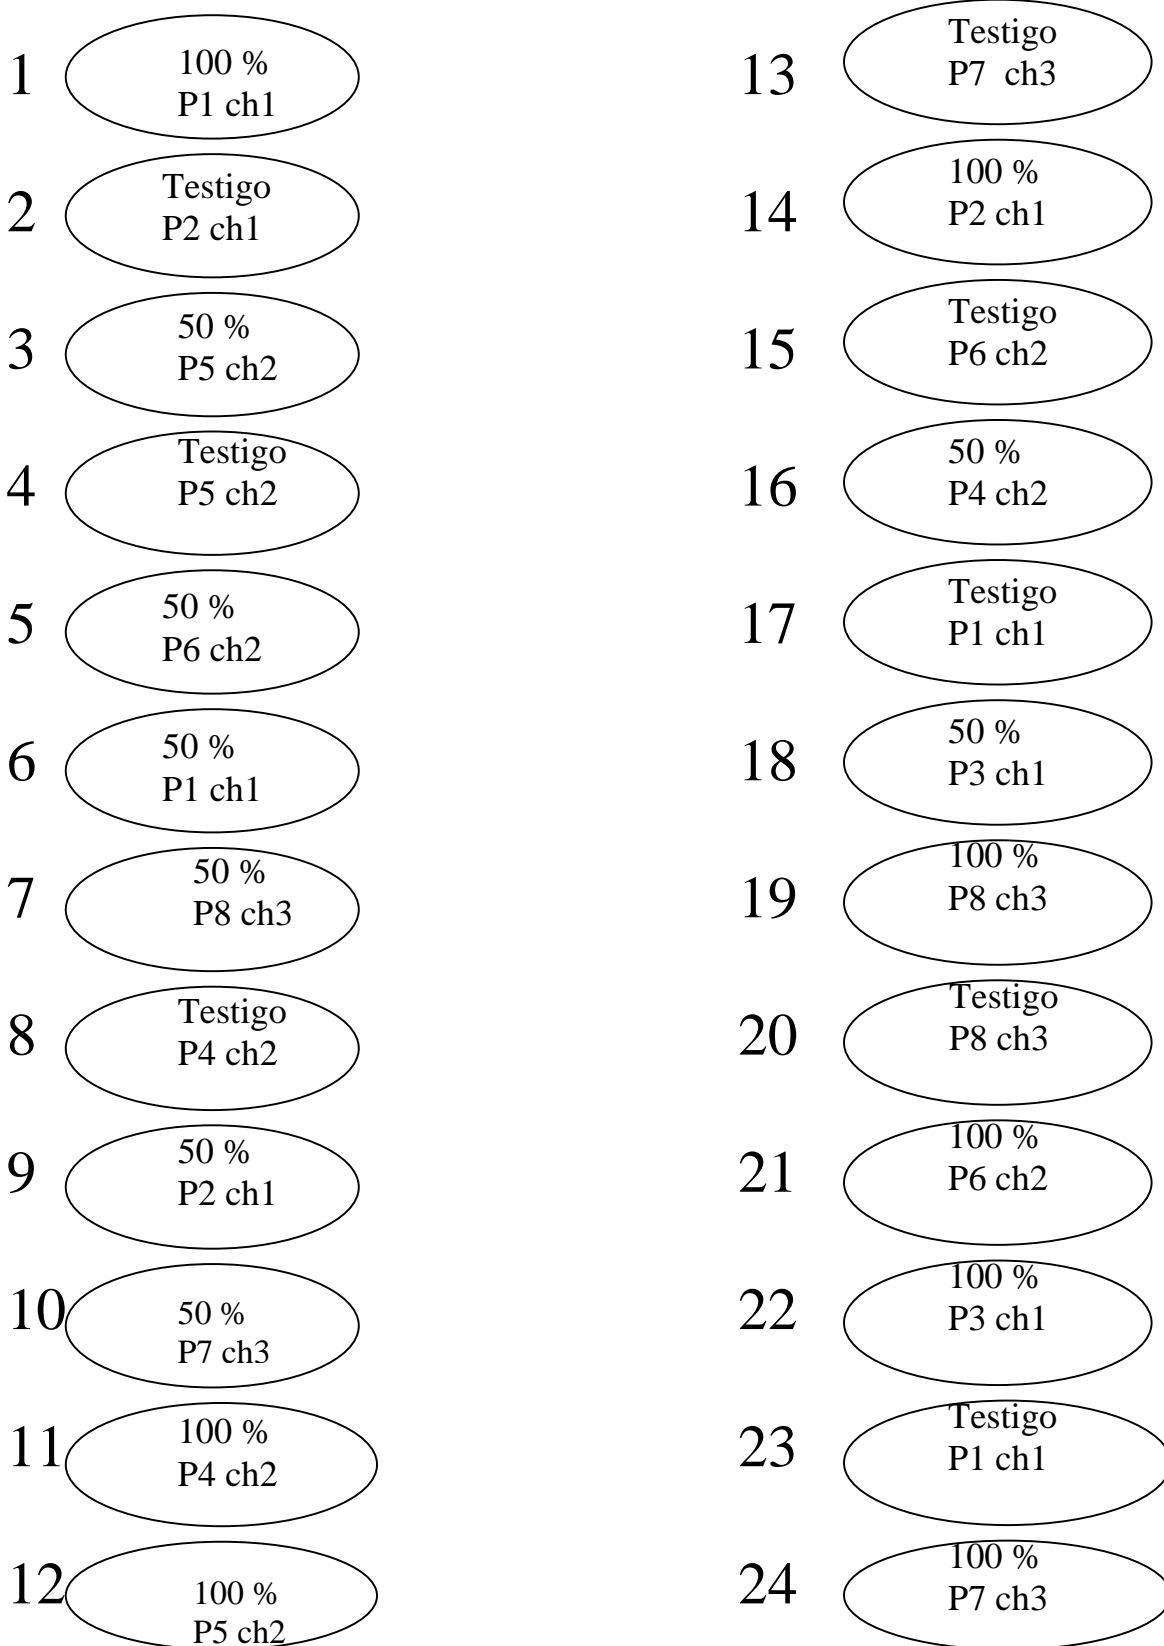 1
100 %
P1 ch1
2
Testigo
P2 ch1
3
50 %
P5 ch2
4
Testigo
P5 ch2
5
50 %
P6 ch2
6
50 %
P1 ch1
7
50 %
P8 ch3
8
Testigo
P4 ch2
9
50 %
P2 ch1
10
50 %
P7 ch3
11
100 %
P4 ch2
12
100 %
P5 ch2
13
Testigo
P7 ch3
14
100 %
P2 ch1
15
Testigo
P6 ch2
16
50 %
P4 ch2
17
Testigo
P1 ch1
18
50 %
P3 ch1
19
100 %
P8 ch3
20
Testigo
P8 ch3
21
100 %
P6 ch2
22
100 %
P3 ch1
23
Testigo
P1 ch1
24
100 %
P7 ch3